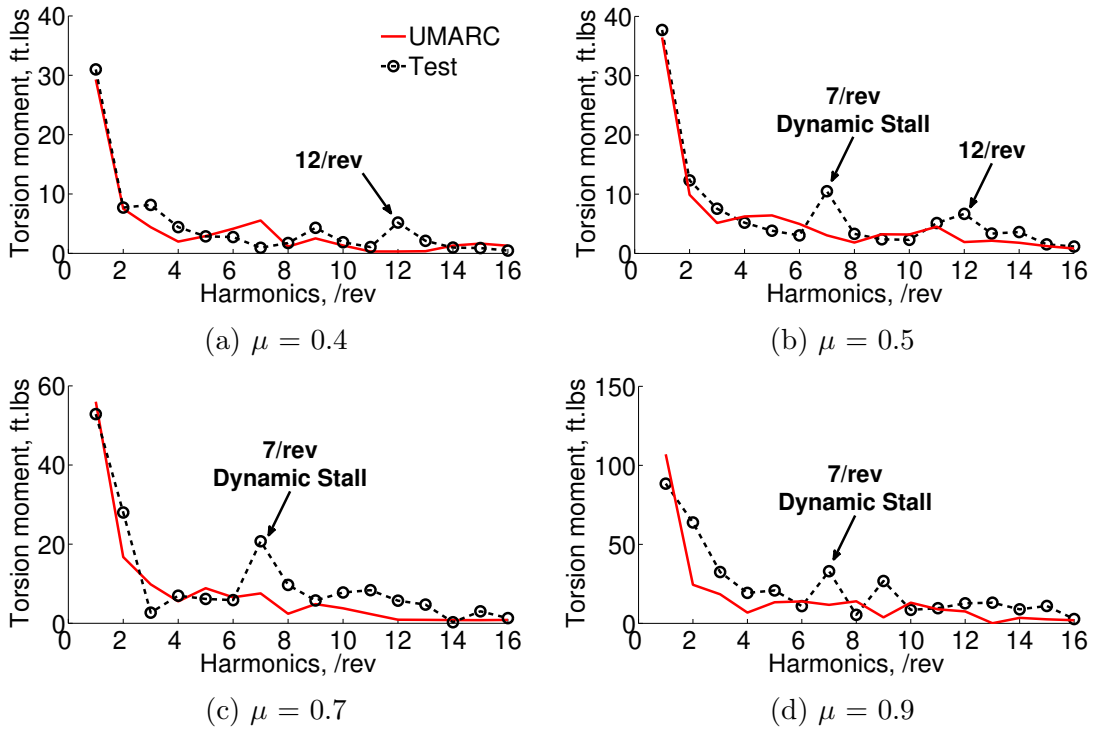 40
30
20
10
0
Torsion moment, ft.lbs
UMARC
Test
12/rev
0 2 4 6 8 10 12 14 16
Harmonics, /rev
(a) μ = 0.4
40
30
20
10
0
Torsion moment, ft.lbs
7/rev
Dynamic Stall
12/rev
0 2 4 6 8 10 12 14 16
Harmonics, /rev
(b) μ = 0.5
60
40
20
0
Torsion moment, ft.lbs
7/rev
Dynamic Stall
0 2 4 6 8 10 12 14 16
Harmonics, /rev
(c) μ = 0.7
150
100
50
0
Torsion moment, ft.lbs
7/rev
Dynamic Stall
0 2 4 6 8 10 12 14 16
Harmonics, /rev
(d) μ = 0.9